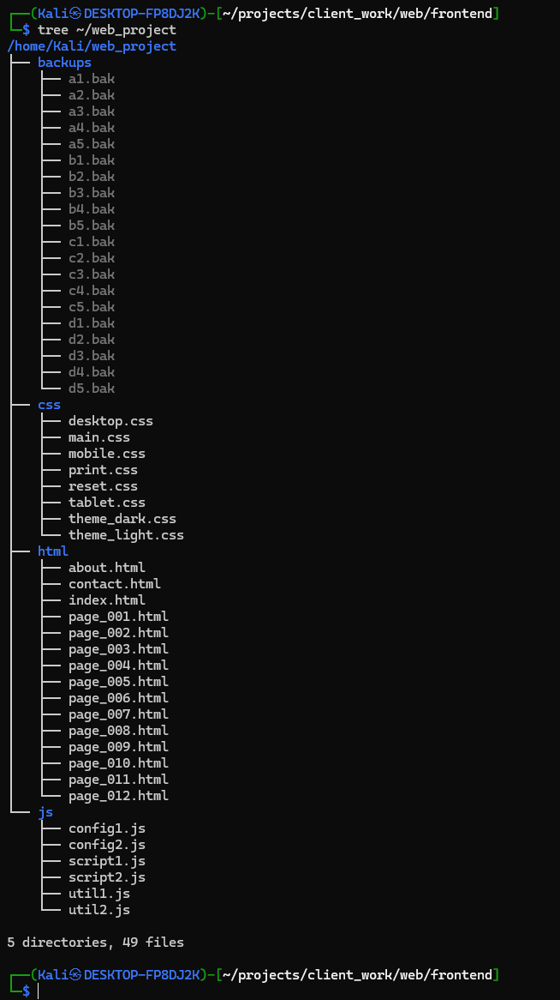 ┌──(Kali㉿DESKTOP-FP8DJ2K)-[~/projects/client_work/web/frontend]
└─$ tree ~/web_project
/home/Kali/web_project
├── backups
│   ├── a1.bak
│   ├── a2.bak
│   ├── a3.bak
│   ├── a4.bak
│   ├── a5.bak
│   ├── b1.bak
│   ├── b2.bak
│   ├── b3.bak
│   ├── b4.bak
│   ├── b5.bak
│   ├── c1.bak
│   ├── c2.bak
│   ├── c3.bak
│   ├── c4.bak
│   ├── c5.bak
│   ├── d1.bak
│   ├── d2.bak
│   ├── d3.bak
│   ├── d4.bak
│   └── d5.bak
├── css
│   ├── desktop.css
│   ├── main.css
│   ├── mobile.css
│   ├── print.css
│   ├── reset.css
│   ├── tablet.css
│   ├── theme_dark.css
│   └── theme_light.css
├── html
│   ├── about.html
│   ├── contact.html
│   ├── index.html
│   ├── page_001.html
│   ├── page_002.html
│   ├── page_003.html
│   ├── page_004.html
│   ├── page_005.html
│   ├── page_006.html
│   ├── page_007.html
│   ├── page_008.html
│   ├── page_009.html
│   ├── page_010.html
│   ├── page_011.html
│   └── page_012.html
└── js
    ├── config1.js
    ├── config2.js
    ├── script1.js
    ├── script2.js
    ├── util1.js
    └── util2.js

5 directories, 49 files

┌──(Kali㉿DESKTOP-FP8DJ2K)-[~/projects/client_work/web/frontend]
└─$